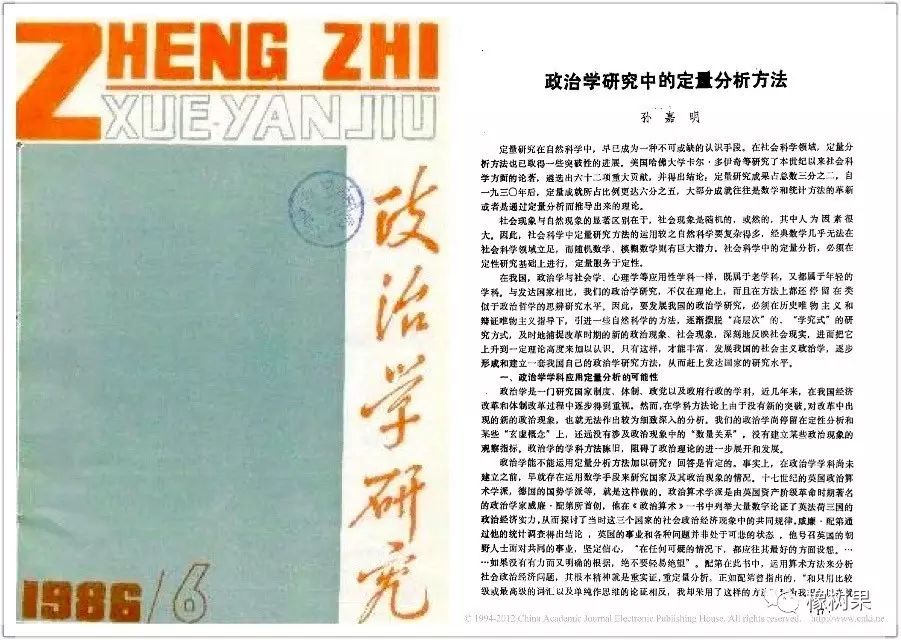 ZHENG ZHI
XUE-YANJIU
政治学研究
1986/6
政治学研究中的定量分析方法
孙嘉明
定量研究在自然科学中，早已成为一种不可或缺的认识手段。在社会科学领域，定量分
析方法也已取得一些突破性的进展。美国哈佛大学卡尔·多伊奇等研究了本世纪以来社会科
学方面的论著，遴选出六十二项重大贡献，并得出结论：定量研究成果占总数三分之二，自
一九三〇年后，定量成就所占比例更达六分之五，大部分成就往往是数学和统计方法的革新
或者是通过定量分析而推导出来的理论。
社会现象与自然现象的显著区别在于，社会现象是随机的，或然的，其中人为因素很
大。因此，社会科学中定量研究方法的运用较之自然科学要复杂得多，经典数学几乎无法在
社会科学领域立足，而随机数学、模糊数学则有巨大潜力。社会科学中的定量分析，必须在
定性研究基础上进行，定量服务于定性。
在我国，政治学与社会学、心理学等应用性学科一样，既属于老学科，又都属于年轻的
学科。与发达国家相比，我们的政治学研究，不仅在理论上，而且在方法上都还停留在类
似于政治哲学的思辨研究水平。因此，要发展我国的政治学研究，必须在历史唯物主义和
辩证唯物主义指导下，引进一些自然科学的方法，逐渐摆脱“高层次”的，“学究式”的研
究方式，及时地捕捉改革时期的新的政治现象、社会现象，深刻地反映社会现实，进而把它
上升到一定理论高度来加以认识。只有这样，才能丰富、发展我国的社会主义政治学，逐步
形成和建立一套我国自己的政治学研究方法，从而赶上发达国家的研究水平。
一、政治学学科应用定量分析的可能性
政治学是一门研究国家制度、体制、政党以及政府行政的学科，近几年来，在我国经济
改革和体制改革过程中逐步得到重视。然而，在学科方法论上由于没有新的突破，对改革中出
现的新的政治现象，也就无法作出较为细致深入的分析。我们的政治学尚停留在定性分析和
某些“玄虚概念”上，还远没有涉及政治现象中的“数量关系”，没有建立某些政治现象的
观察指标。政治学的学科方法陈旧，阻碍了政治理论的进一步展开和发展。
政治学能不能运用定量分析方法加以研究？回答是肯定的。事实上，在政治学学科尚未
建立之前，早就存在运用数学手段来研究国家及其政治现象的情况。十七世纪的英国政治算
术学派，德国的国势学派等，就是这样做的。政治算术学派是由英国资产阶级革命时期著名
的政治学家威廉·配第所首创，他在《政治算术》一书中列举大量数字论证了英法荷三国的
政治经济实力，从而探讨了当时这三个国家的社会政治经济现象中的共同规律。威廉·配第通
过他的统计调查得出结论，英国的事业和各种问题并非处于可悲的状态，他号召英国的朝
野人士面对共同的事业，坚定信心，“在任何可疑的情况下，都应往其最好的方面设想。…
…如果没有有力而又明确的根据，绝不要轻易绝望”。配第在此书中，运用算术方法来分析
社会政治经济问题，其根本精神就是重实证，重定量分析，正如配第曾指出的，“和只用比较
级或最高级的词汇以及单纯作思维的论证相反，我却采用了这样的方
橡树果
© 1994-2012 China Academic Journal Electronic Publishing House. All rights reserved. http://www.cnki.net